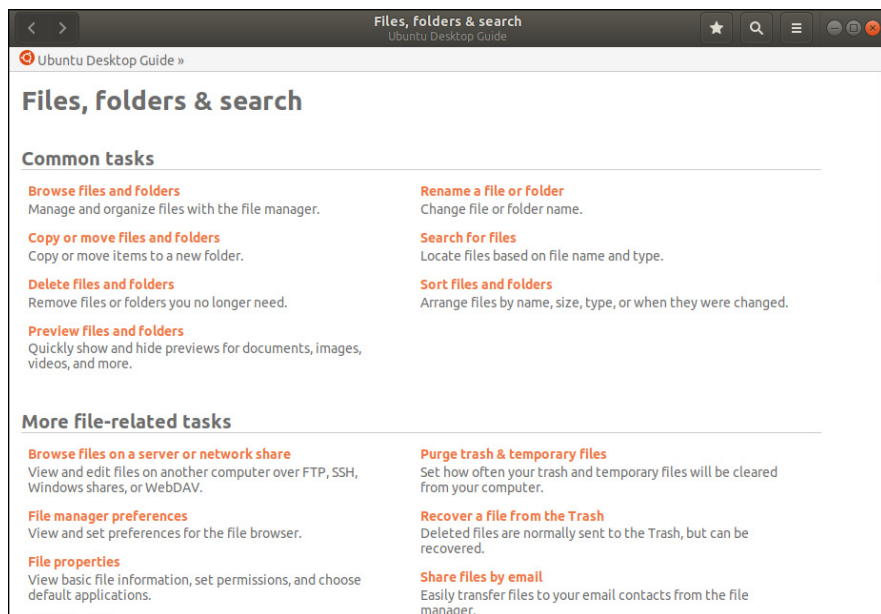 Files, folders & search
Ubuntu Desktop Guide
Ubuntu Desktop Guide »
Files, folders & search
Common tasks
Browse files and folders
Manage and organize files with the file manager.
Copy or move files and folders
Copy or move items to a new folder.
Delete files and folders
Remove files or folders you no longer need.
Preview files and folders
Quickly show and hide previews for documents, images,
videos, and more.
Rename a file or folder
Change file or folder name.
Search for files
Locate files based on file name and type.
Sort files and folders
Arrange files by name, size, type, or when they were changed.
More file-related tasks
Browse files on a server or network share
View and edit files on another computer over FTP, SSH,
Windows shares, or WebDAV.
File manager preferences
View and set preferences for the file browser.
File properties
View basic file information, set permissions, and choose
default applications.
Purge trash & temporary files
Set how often your trash and temporary files will be cleared
from your computer.
Recover a file from the Trash
Deleted files are normally sent to the Trash, but can be
recovered.
Share files by email
Easily transfer files to your email contacts from the file
manager.